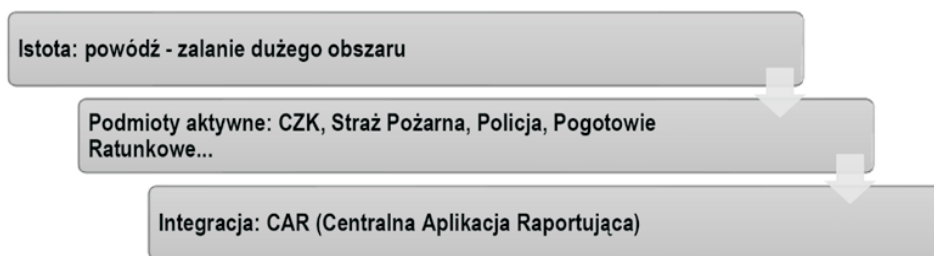 Istota: powódź - zalanie dużego obszaru
Podmioty aktywne: CZK, Straż Pożarna, Policja, Pogotowie
Ratunkowe...
Integracja: CAR (Centralna Aplikacja Raportująca)